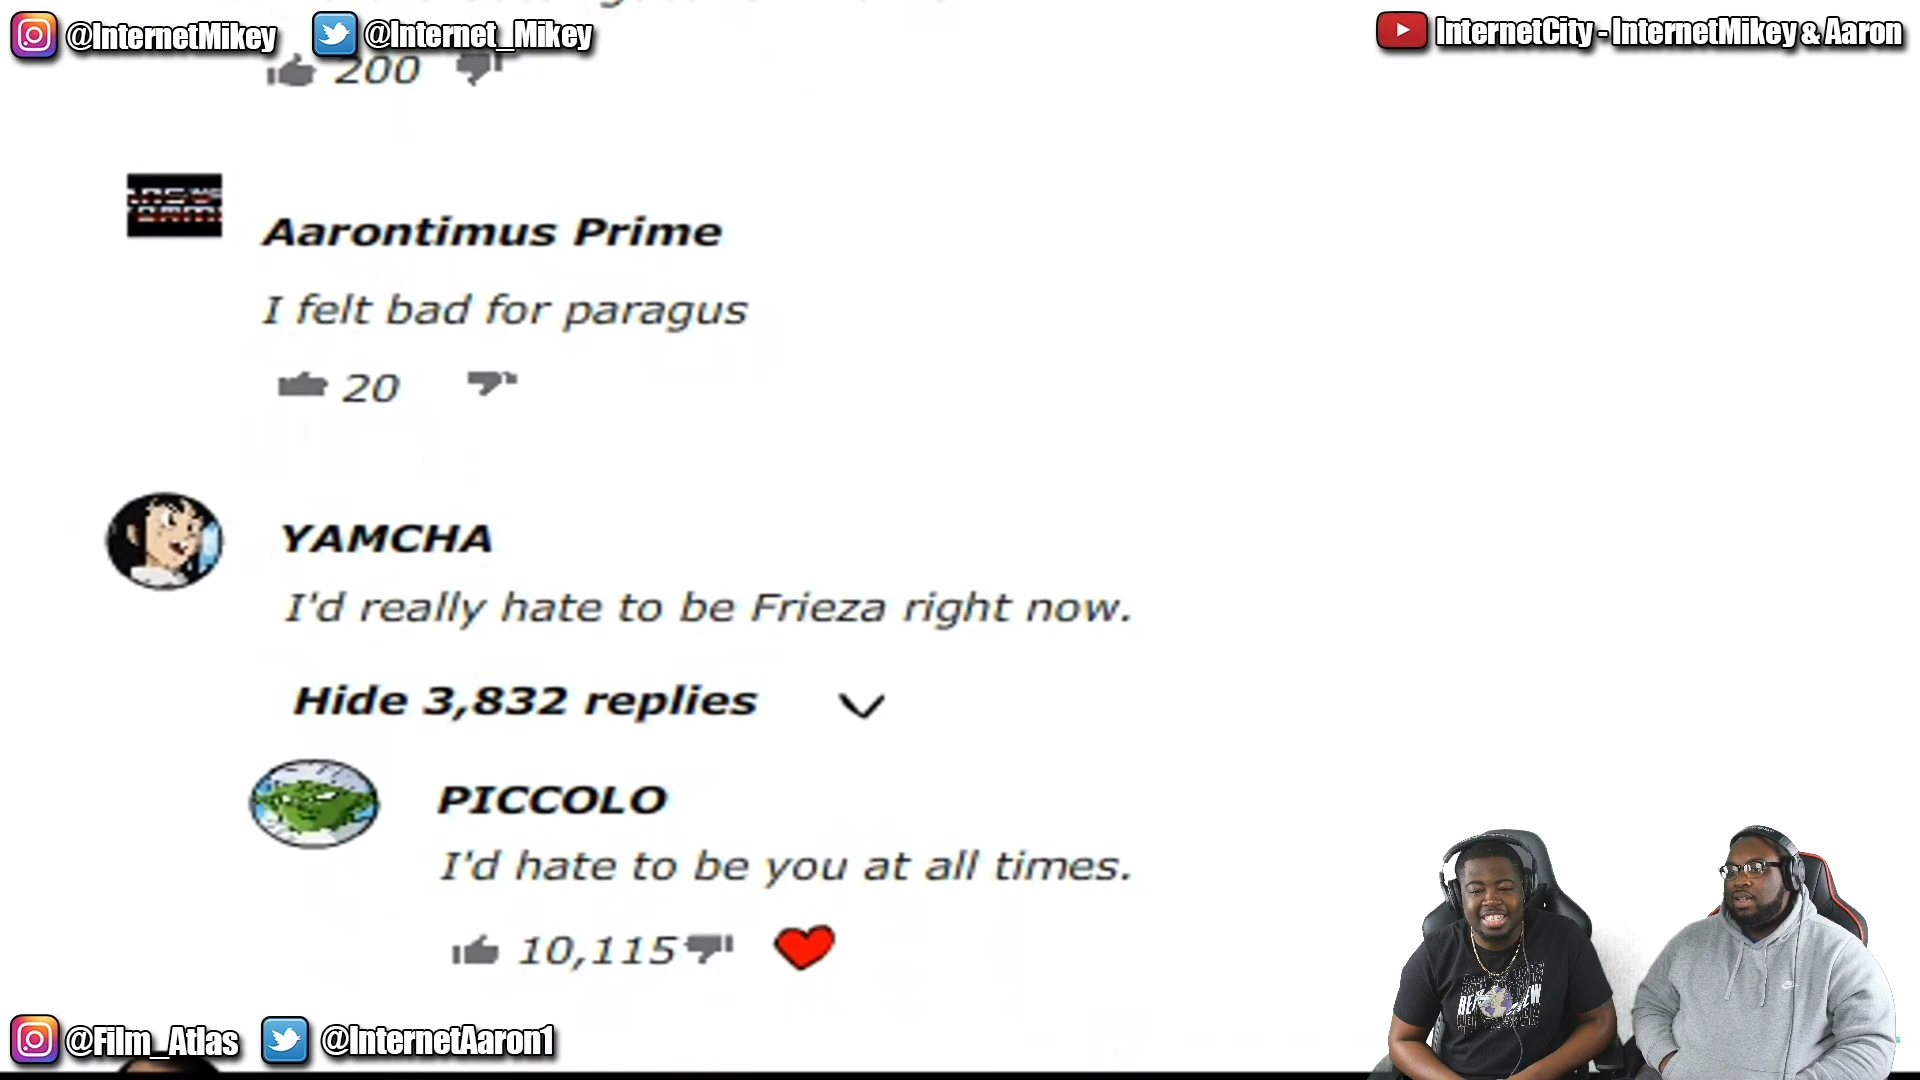 @InternetMikey @Internet_Mikey InternetCity - InternetMikey & Aaron
200
Aarontimus Prime
I felt bad for paragus
20
YAMCHA
I'd really hate to be Frieza right now.
Hide 3,832 replies
PICCOLO
I'd hate to be you at all times.
10,115
@Film_Atlas @InternetAaron1